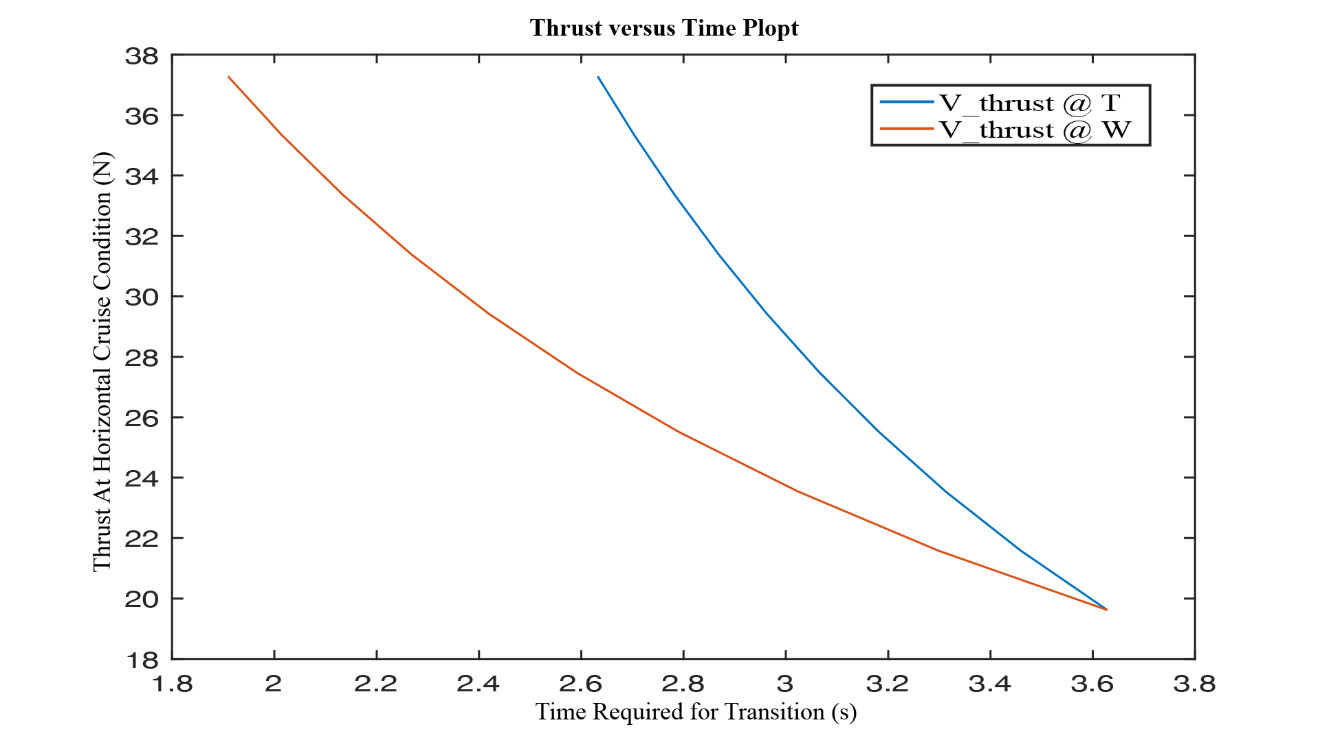 Thrust versus Time Plopt
38
36
34
32
30
28
26
24
22
20
18
Thrust At Horizontal Cruise Condition (N)
V_thrust @ T
V_thrust @ W
1.8 2 2.2 2.4 2.6 2.8 3 3.2 3.4 3.6 3.8
Time Required for Transition (s)